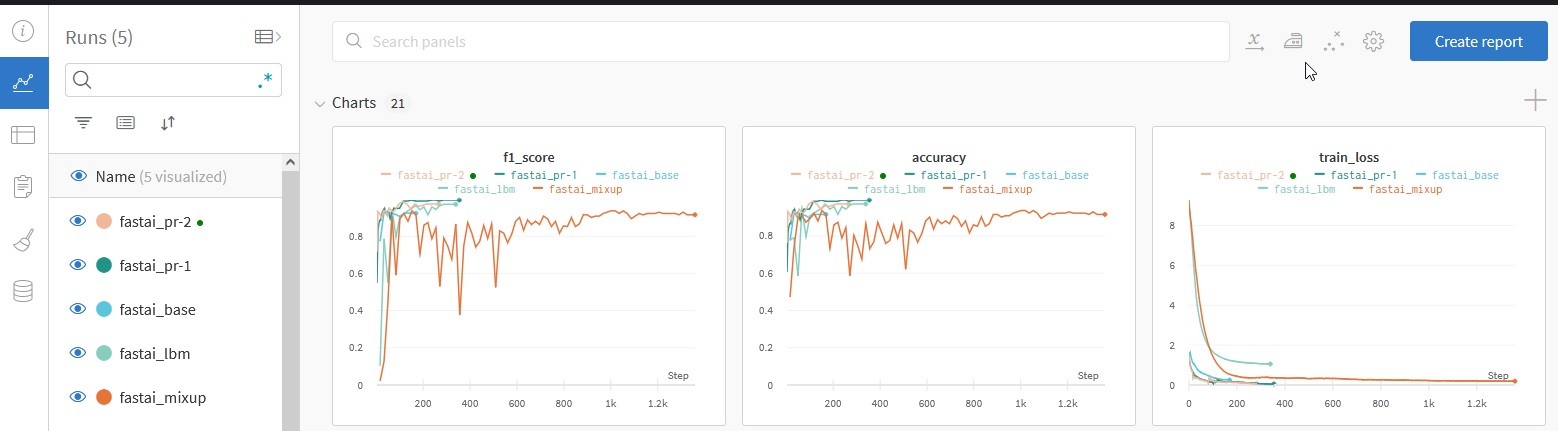 Runs (5)
Search panels
Create report
Charts 21
Name (5 visualized)
fastai_pr-2
fastai_pr-1
fastai_base
fastai_lbm
fastai_mixup
f1_score
fastai_pr-2 fastai_pr-1 fastai_base
fastai_lbm fastai_mixup
0.8
0.6
0.4
0.2
0
Step
200 400 600 800 1k 1.2k
accuracy
fastai_pr-2 fastai_pr-1 fastai_base
fastai_lbm fastai_mixup
0.8
0.6
0.4
0.2
0
Step
200 400 600 800 1k 1.2k
train_loss
fastai_pr-2 fastai_pr-1 fastai_base
fastai_lbm fastai_mixup
8
6
4
2
0
Step
0 200 400 600 800 1k 1.2k